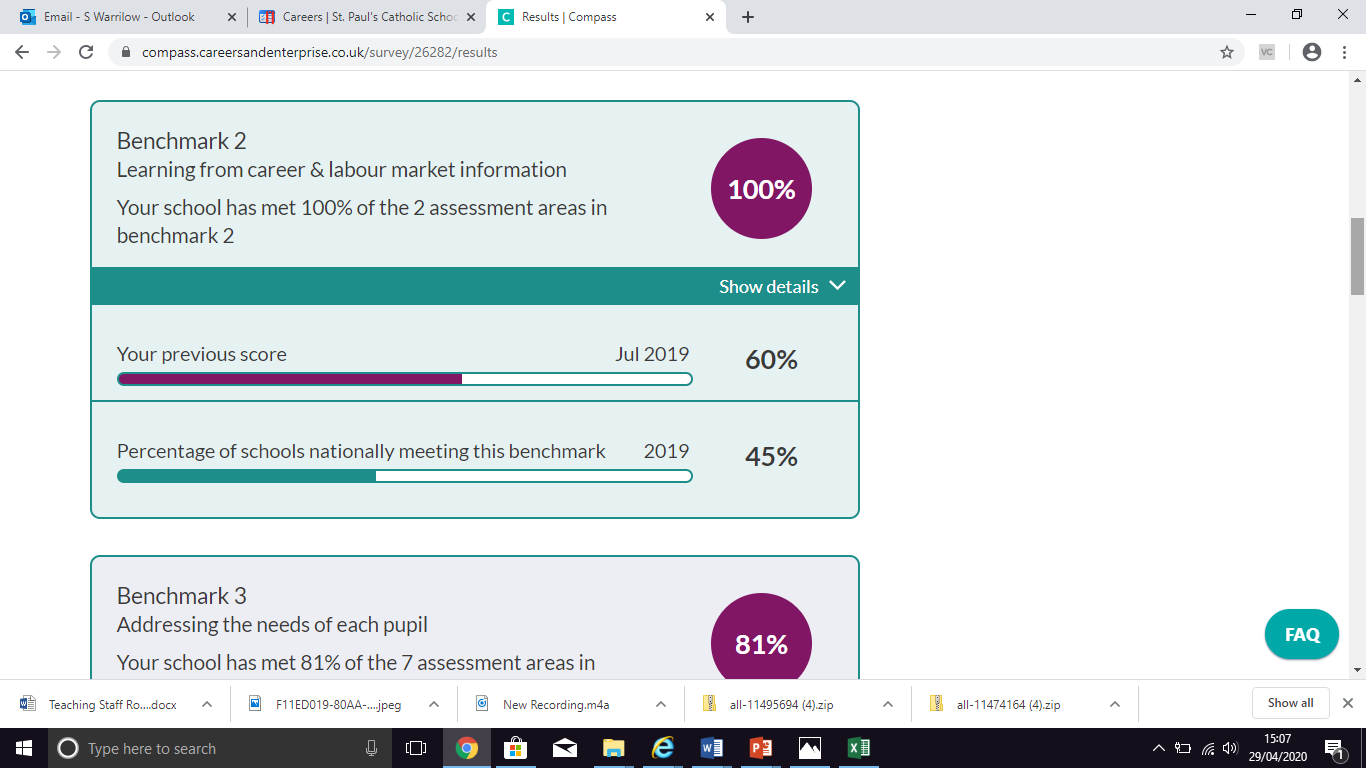 Email - S Warrilow - Outlook
Careers | St. Paul's Catholic Schoo
Results | Compass
compass.careersandenterprise.co.uk/survey/26282/results
VC
Benchmark 2
Learning from career & labour market information
Your school has met 100% of the 2 assessment areas in
benchmark 2
100%
Show details
Your previous score Jul 2019 60%
Percentage of schools nationally meeting this benchmark 2019 45%
Benchmark 3
Addressing the needs of each pupil
Your school has met 81% of the 7 assessment areas in
81%
FAQ
Teaching Staff Ro....docx
F11ED019-80AA-....jpeg
New Recording.m4a
all-11495694 (4).zip
all-11474164 (4).zip
Show all
Type here to search
15:07
29/04/2020
1